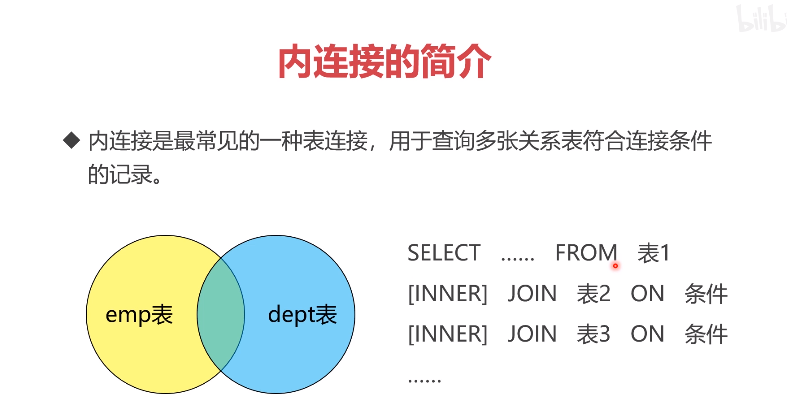 bilibili
内连接的简介
◆ 内连接是最常见的一种表连接，用于查询多张关系表符合连接条件
的记录。
emp表
dept表
SELECT …… FROM 表1
[INNER] JOIN 表2 ON 条件
[INNER] JOIN 表3 ON 条件
……